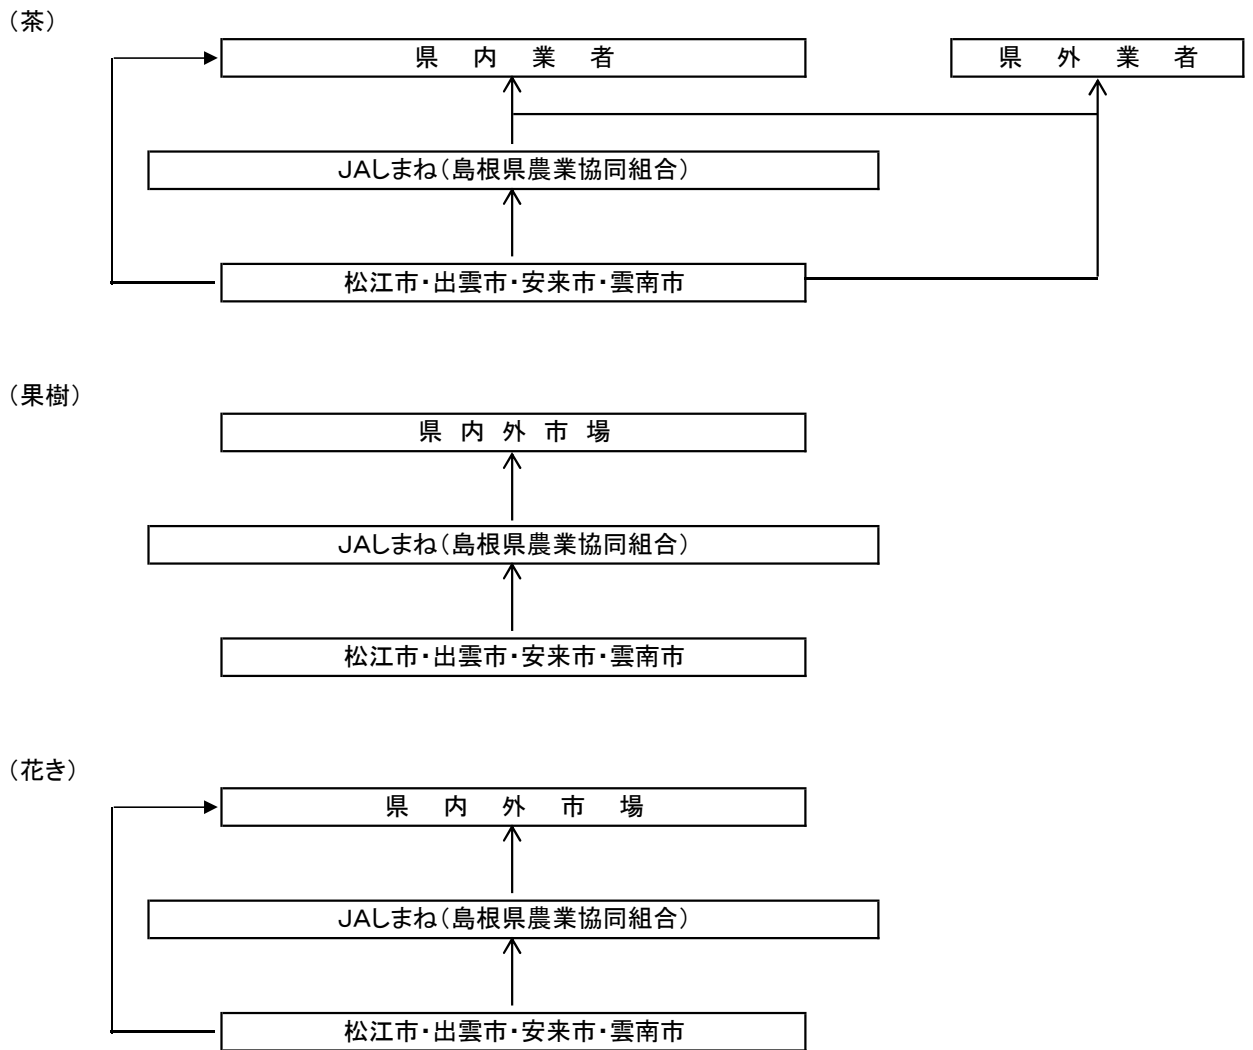 （茶）
県内業者
県外業者
JAしまね（島根県農業協同組合）
松江市・出雲市・安来市・雲南市
（果樹）
県内外市場
JAしまね（島根県農業協同組合）
松江市・出雲市・安来市・雲南市
（花き）
県内外市場
JAしまね（島根県農業協同組合）
松江市・出雲市・安来市・雲南市